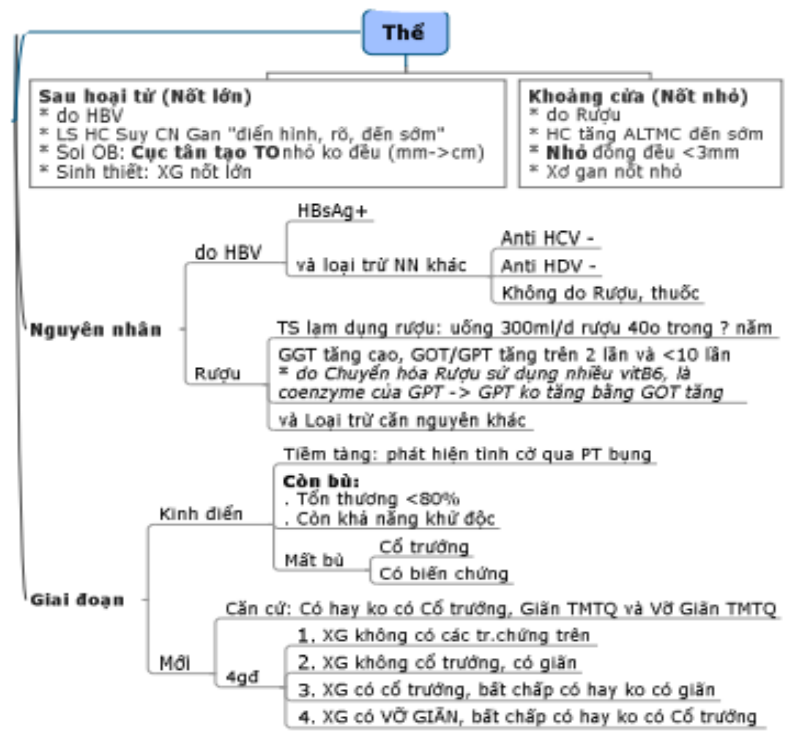 Thể
Sau hoại tử (Nốt lớn)
* do HBV
* LS HC Suy CN Gan "điển hình, rõ, đến sớm"
* Soi OB: Cục tân tạo TO nhỏ ko đều (mm->cm)
* Sinh thiết: XG nốt lớn
Khoảng cửa (Nốt nhỏ)
* do Rượu
* HC tăng ALTMC đến sớm
* Nhỏ đồng đều <3mm
* Xơ gan nốt nhỏ
Nguyên nhân
do HBV
HBsAg+
và loại trừ NN khác
Anti HCV -
Anti HDV -
Không do Rượu, thuốc
Rượu
TS lạm dụng rượu: uống 300ml/d rượu 40o trong ? năm
GGT tăng cao, GOT/GPT tăng trên 2 lần và <10 lần
* do Chuyển hóa Rượu sử dụng nhiều vitB6, là
coenzyme của GPT -> GPT ko tăng bằng GOT tăng
và Loại trừ căn nguyên khác
Giai đoạn
Kinh điển
Tiềm tàng: phát hiện tình cờ qua PT bụng
Còn bù:
. Tổn thương <80%
. Còn khả năng khử độc
Mất bù
Cổ trướng
Có biến chứng
Mới
Căn cứ: Có hay ko có Cổ trướng, Giãn TMTQ và Vỡ Giãn TMTQ
4gđ
1. XG không có các tr.chứng trên
2. XG không cổ trướng, có giãn
3. XG có cổ trướng, bất chấp có hay ko có giãn
4. XG có VỠ GIÃN, bất chấp có hay ko có Cổ trướng